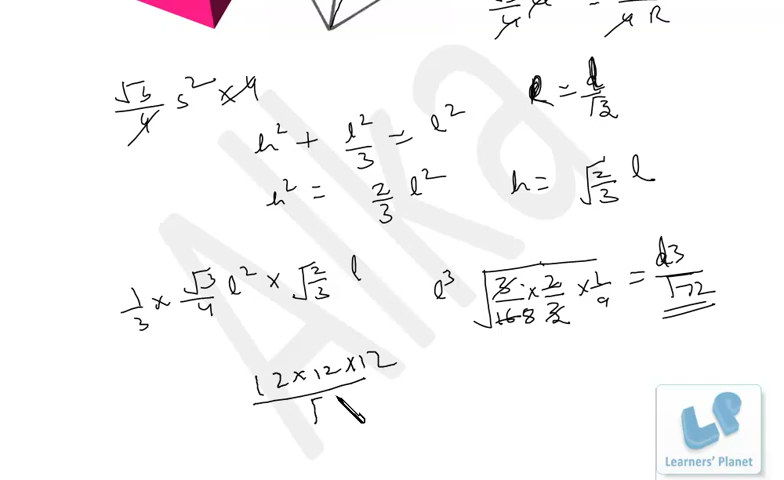 √3/4 s² × 4
R = l/√3
h² + l²/3 = l²
h² = 2/3 l²
h = √2/3 l
1/3 × √3/4 l² × √2/3 l
l³ √3/168 × 2/3 × 1/9 = l3/√72
12×12×12/√
Alka
LP
Learners' Planet